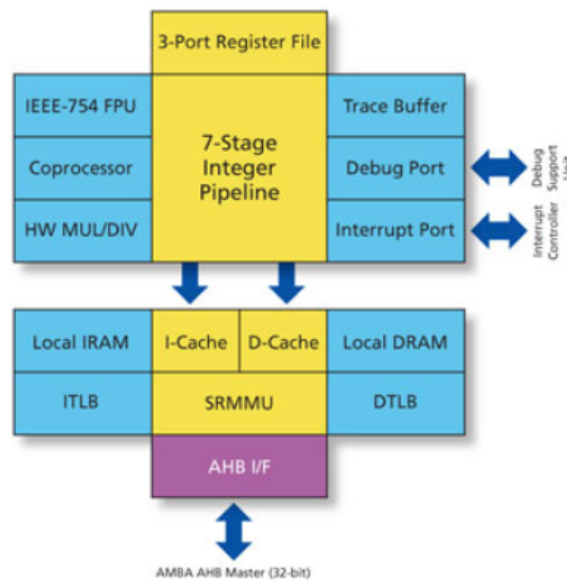 3-Port Register File
IEEE-754 FPU
7-Stage
Integer
Pipeline
Trace Buffer
Coprocessor
Debug Port
Debug
Support
Unit
HW MUL/DIV
Interrupt Port
Interrupt
Controller
Local IRAM
I-Cache
D-Cache
Local DRAM
ITLB
SRMMU
DTLB
AHB I/F
AMBA AHB Master (32-bit)